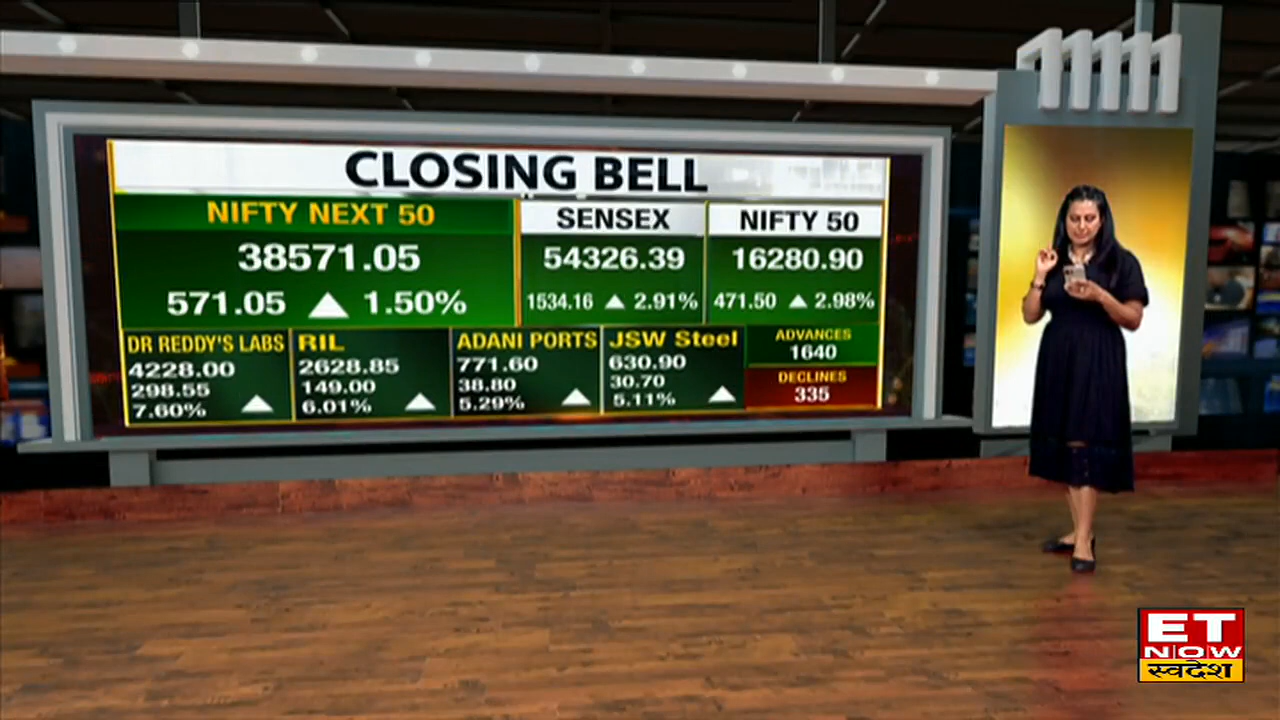 CLOSING BELL
NIFTY NEXT 50
38571.05
571.05 ▲ 1.50%
SENSEX
54326.39
1534.16 ▲ 2.91%
NIFTY 50
16280.90
471.50 ▲ 2.98%
DR REDDY'S LABS
4228.00
298.55
7.60% ▲
RIL
2628.85
149.00
6.01% ▲
ADANI PORTS
771.60
38.80
5.29% ▲
JSW Steel
630.90
30.70
5.11% ▲
ADVANCES
1640
DECLINES
335
ET
NOW
स्वदेश